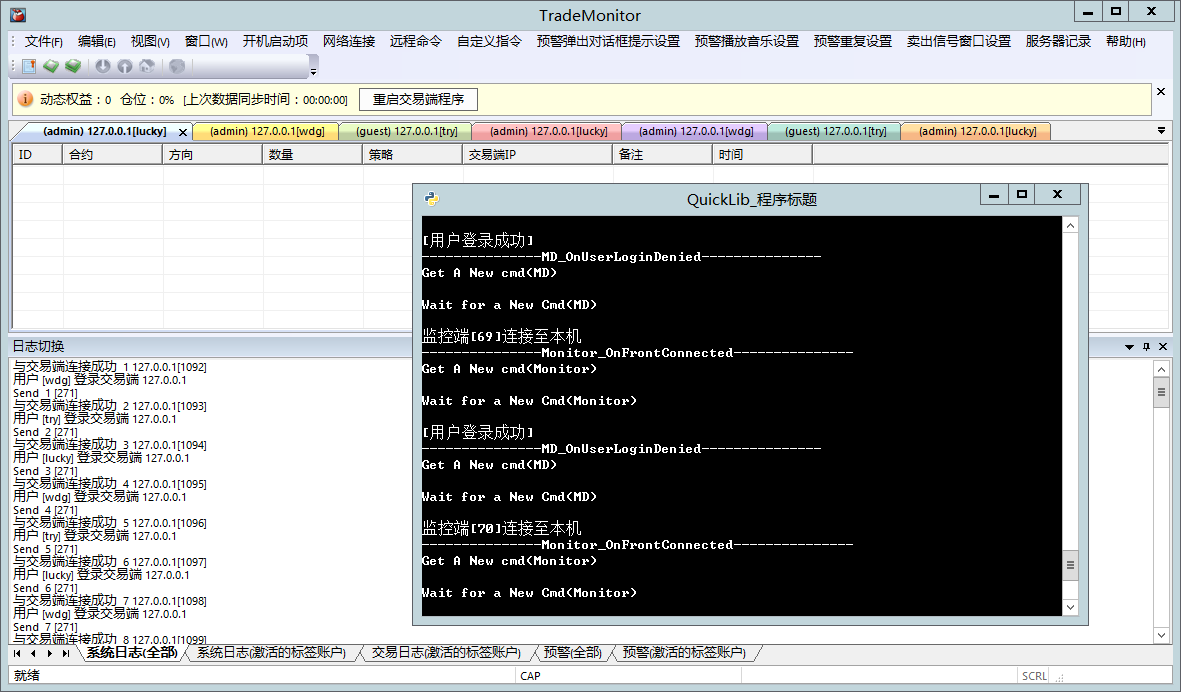 TradeMonitor
文件(F) 编辑(E) 视图(V) 窗口(W) 开机启动项 网络连接 远程命令 自定义指令 预警弹出对话框提示设置 预警播放音乐设置 预警重复设置 卖出信号窗口设置 服务器记录 帮助(H)
动态权益：0 仓位：0% [上次数据同步时间：00:00:00] 重启交易端程序
(admin) 127.0.0.1[lucky] (admin) 127.0.0.1[wdg] (guest) 127.0.0.1[try] (admin) 127.0.0.1[lucky] (admin) 127.0.0.1[wdg] (guest) 127.0.0.1[try] (admin) 127.0.0.1[lucky]
ID 合约 方向 数量 策略 交易端IP 备注 时间
QuickLib_程序标题
[用户登录成功]
---------------MD_OnUserLoginDenied---------------
Get A New cmd(MD)
Wait for a New Cmd(MD)
监控端[69]连接至本机
---------------Monitor_OnFrontConnected---------------
Get A New cmd(Monitor)
Wait for a New Cmd(Monitor)
[用户登录成功]
---------------MD_OnUserLoginDenied---------------
Get A New cmd(MD)
Wait for a New Cmd(MD)
监控端[70]连接至本机
---------------Monitor_OnFrontConnected---------------
Get A New cmd(Monitor)
Wait for a New Cmd(Monitor)
日志切换
与交易端连接成功 1 127.0.0.1[1092]
用户 [wdg] 登录交易端 127.0.0.1
Send 1 [271]
与交易端连接成功 2 127.0.0.1[1093]
用户 [try] 登录交易端 127.0.0.1
Send 2 [271]
与交易端连接成功 3 127.0.0.1[1094]
用户 [lucky] 登录交易端 127.0.0.1
Send 3 [271]
与交易端连接成功 4 127.0.0.1[1095]
用户 [wdg] 登录交易端 127.0.0.1
Send 4 [271]
与交易端连接成功 5 127.0.0.1[1096]
用户 [try] 登录交易端 127.0.0.1
Send 5 [271]
与交易端连接成功 6 127.0.0.1[1097]
用户 [lucky] 登录交易端 127.0.0.1
Send 6 [271]
与交易端连接成功 7 127.0.0.1[1098]
用户 [wdg] 登录交易端 127.0.0.1
Send 7 [271]
与交易端连接成功 8 127.0.0.1[1099]
系统日志(全部) 系统日志(激活的标签账户) 交易日志(激活的标签账户) 预警(全部) 预警(激活的标签账户)
就绪 CAP SCRL